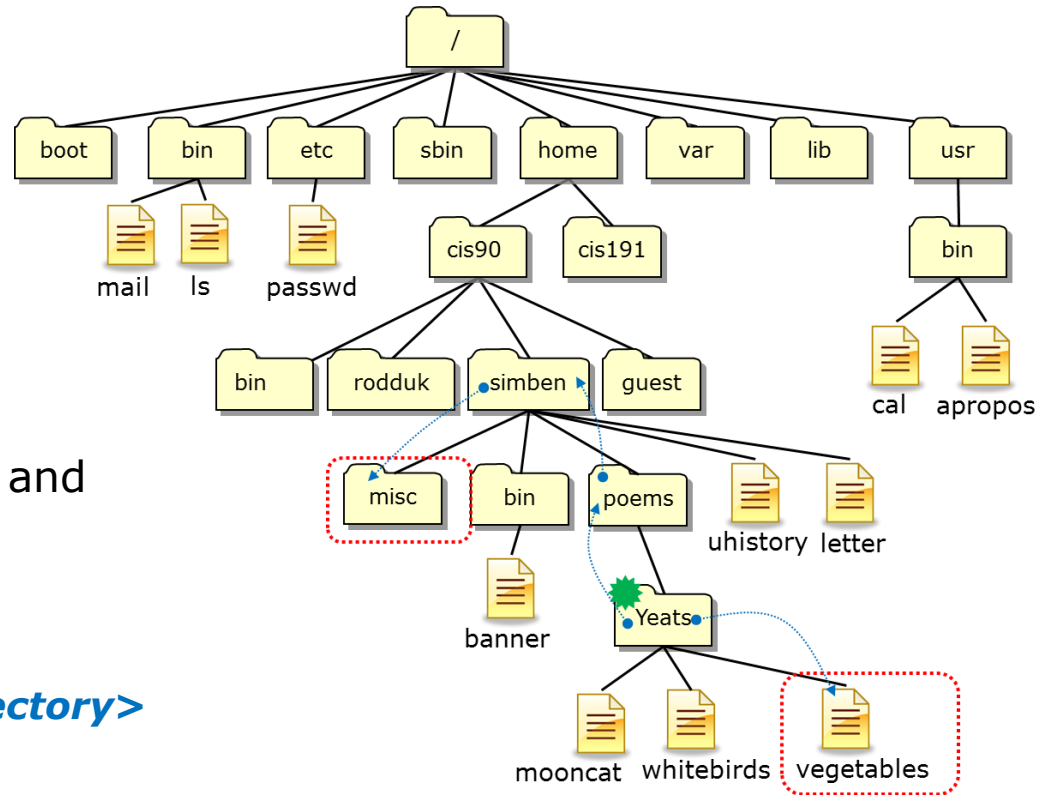 /
boot bin etc sbin home var lib usr
mail ls passwd cis90 cis191 bin
bin rodduk simben guest cal apropos
and misc bin poems
uhistory letter
banner Yeats
ectory>
mooncat whitebirds vegetables